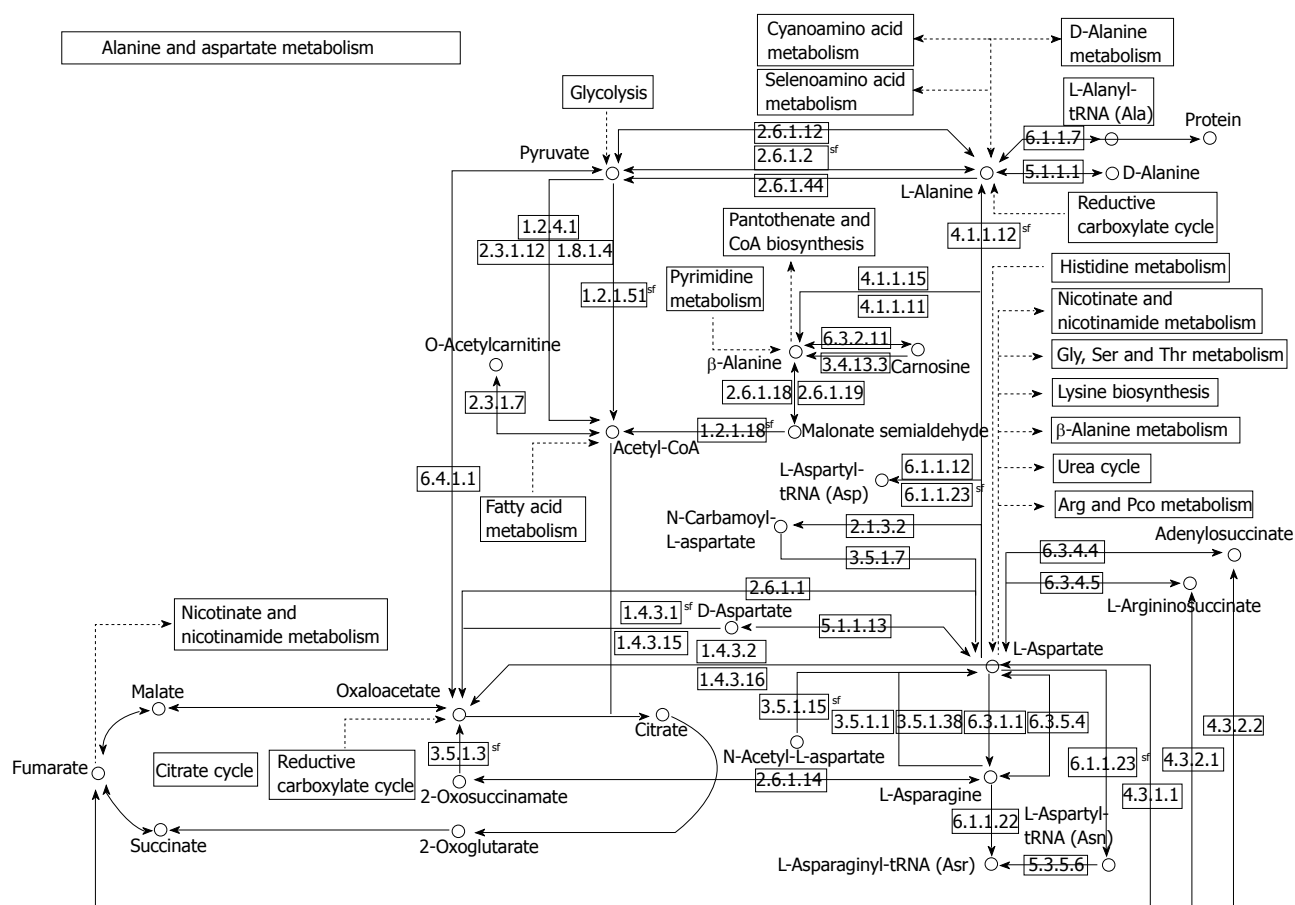 Alanine and aspartate metabolism
Cyanoamino acid
metabolism
D-Alanine
metabolism
Selenoamino acid
metabolism
Glycolysis
L-Alanyl-
tRNA (Ala)
Protein
2.6.1.12
6.1.1.7
Pyruvate
2.6.1.2 sf
2.6.1.44
L-Alanine
5.1.1.1
D-Alanine
Reductive
carboxylate cycle
Pantothenate and
CoA biosynthesis
1.2.4.1
4.1.1.12 sf
2.3.1.12
1.8.1.4
Histidine metabolism
Pyrimidine
metabolism
4.1.1.15
4.1.1.11
1.2.1.51 sf
Nicotinate and
nicotinamide metabolism
O-Acetylcarnitine
6.3.2.11
β-Alanine
3.4.13.3
Carnosine
Gly, Ser and Thr metabolism
2.3.1.7
2.6.1.18
2.6.1.19
Lysine biosynthesis
Acetyl-CoA
1.2.1.18 sf
Malonate semialdehyde
β-Alanine metabolism
6.4.1.1
L-Aspartyl-
tRNA (Asp)
6.1.1.12
6.1.1.23 sf
Urea cycle
Fatty acid
metabolism
Arg and Pco metabolism
N-Carbamoyl-
L-aspartate
2.1.3.2
3.5.1.7
Adenylosuccinate
6.3.4.4
6.3.4.5
L-Argininosuccinate
2.6.1.1
Nicotinate and
nicotinamide metabolism
1.4.3.1 sf
D-Aspartate
5.1.1.13
1.4.3.15
1.4.3.2
1.4.3.16
L-Aspartate
Malate
Oxaloacetate
3.5.1.15 sf
3.5.1.1
3.5.1.38
6.3.1.1
6.3.5.4
4.3.2.2
Citrate
Fumarate
Citrate cycle
Reductive
carboxylate cycle
3.5.1.3 sf
N-Acetyl-L-aspartate
6.1.1.23 sf
4.3.2.1
2-Oxosuccinamate
2.6.1.14
L-Asparagine
4.3.1.1
6.1.1.22
L-Aspartyl-
tRNA (Asn)
Succinate
2-Oxoglutarate
L-Asparaginyl-tRNA (Asr)
5.3.5.6